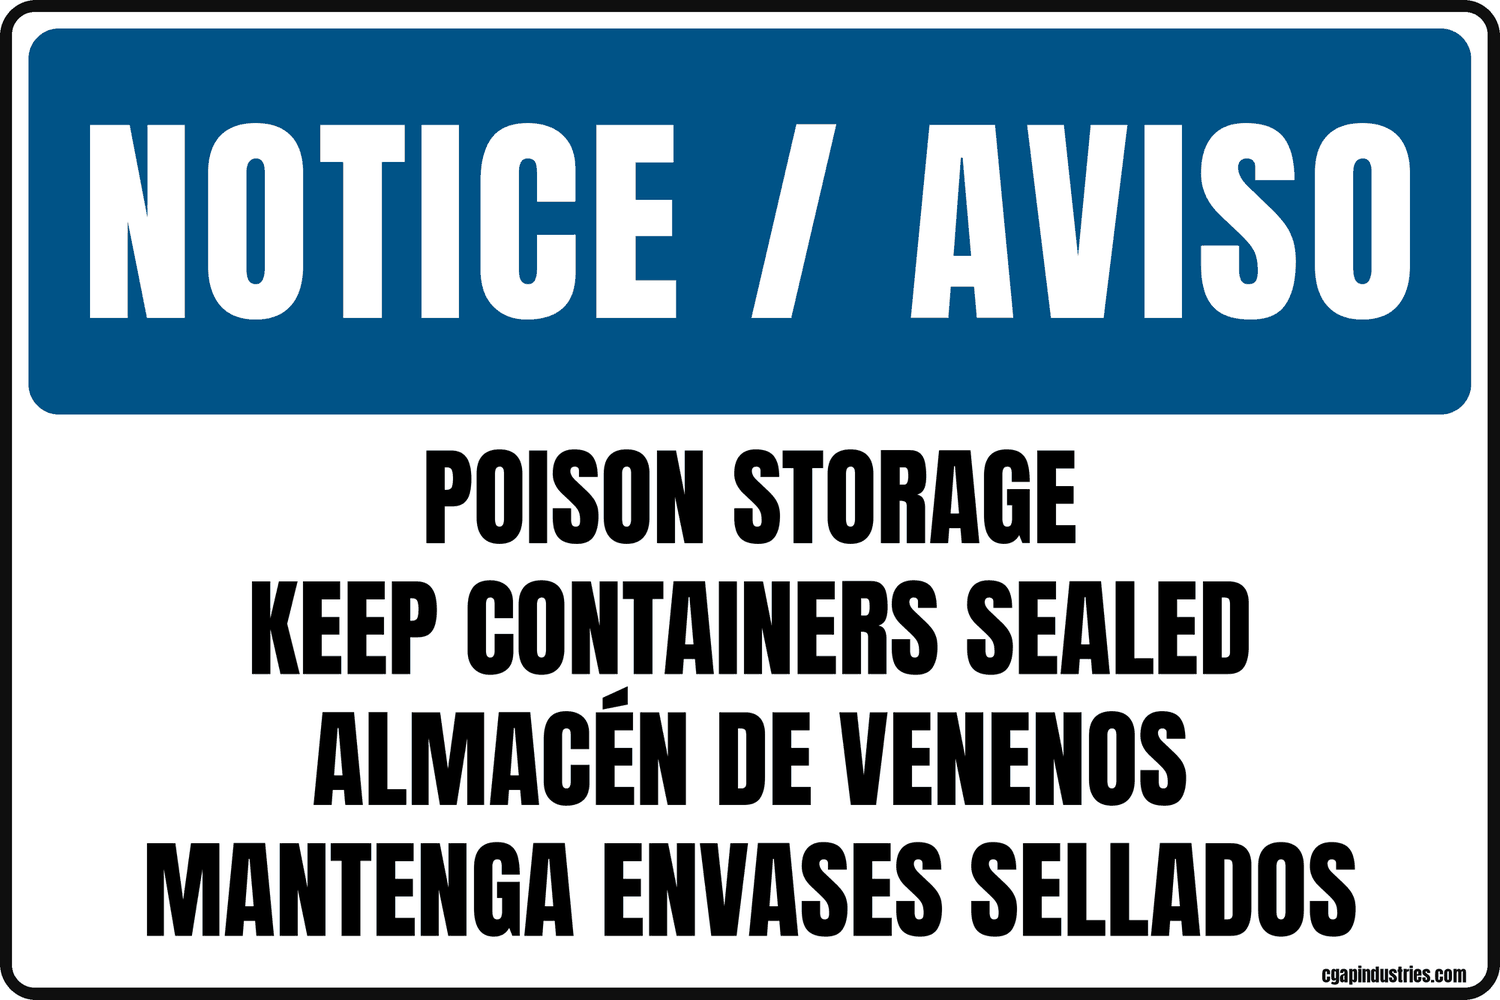 NOTICE / AVISO
POISON STORAGE
KEEP CONTAINERS SEALED
ALMACÉN DE VENENOS
MANTENGA ENVASES SELLADOS
cgapindustries.com